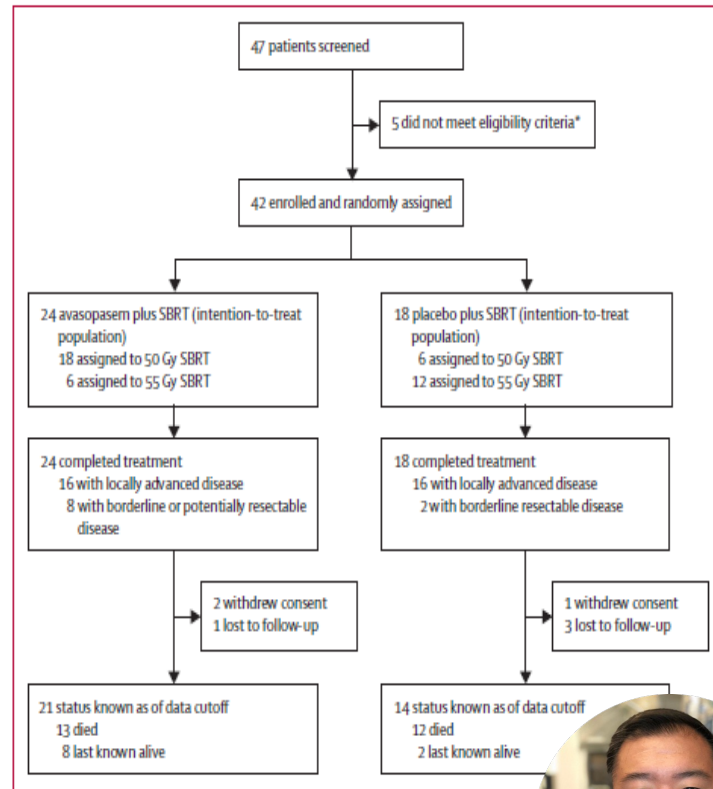 47 patients screened
5 did not meet eligibility criteria*
42 enrolled and randomly assigned
24 avasopasem plus SBRT (intention-to-treat
population)
18 assigned to 50 Gy SBRT
6 assigned to 55 Gy SBRT
18 placebo plus SBRT (intention-to-treat
population)
6 assigned to 50 Gy SBRT
12 assigned to 55 Gy SBRT
24 completed treatment
16 with locally advanced disease
8 with borderline or potentially resectable
disease
18 completed treatment
16 with locally advanced disease
2 with borderline resectable disease
2 withdrew consent
1 lost to follow-up
1 withdrew consent
3 lost to follow-up
21 status known as of data cutoff
13 died
8 last known alive
14 status known as of data cutoff
12 died
2 last known alive